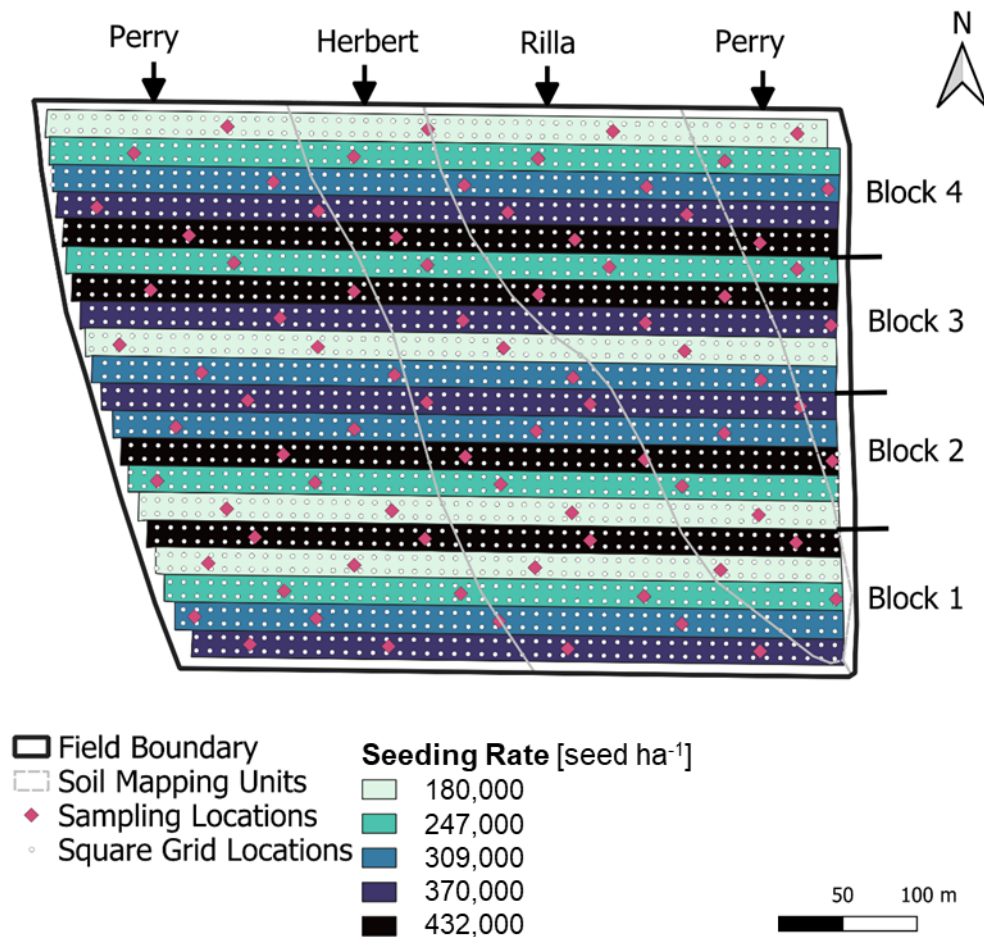 Perry
Herbert
Rilla
Perry
N
Block 4
Block 3
Block 2
Block 1
Field Boundary
Soil Mapping Units
Sampling Locations
Square Grid Locations
Seeding Rate [seed ha⁻¹]
180,000
247,000
309,000
370,000
432,000
50 100 m